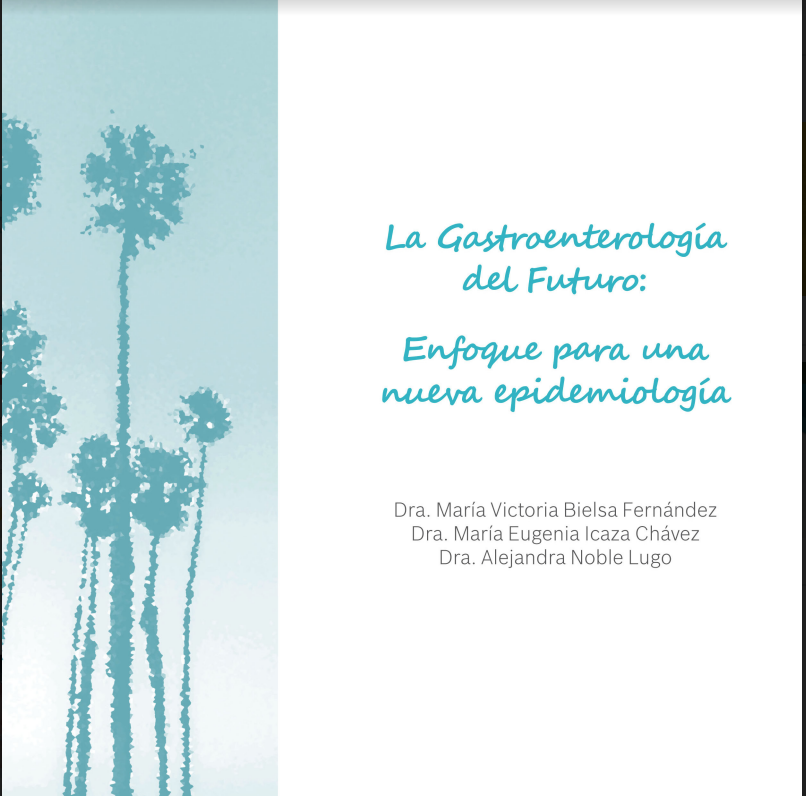 La Gastroenterología
del Futuro:
Enfoque para una
nueva epidemiología
Dra. María Victoria Bielsa Fernández
Dra. María Eugenia Icaza Chávez
Dra. Alejandra Noble Lugo